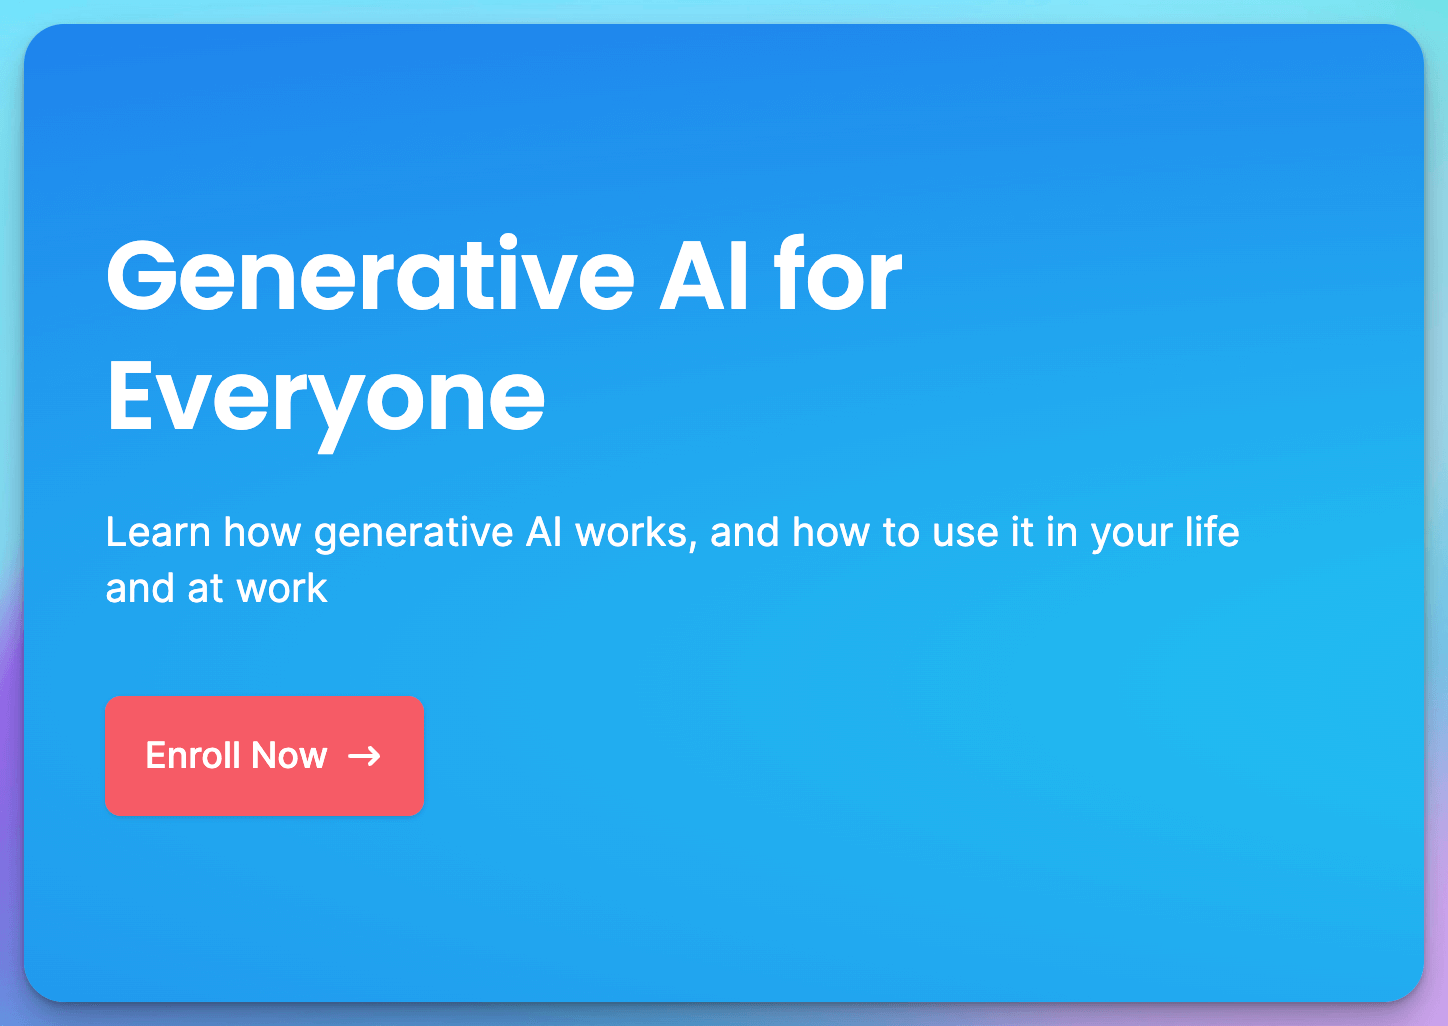 Generative AI for
Everyone
Learn how generative AI works, and how to use it in your life
and at work
Enroll Now →